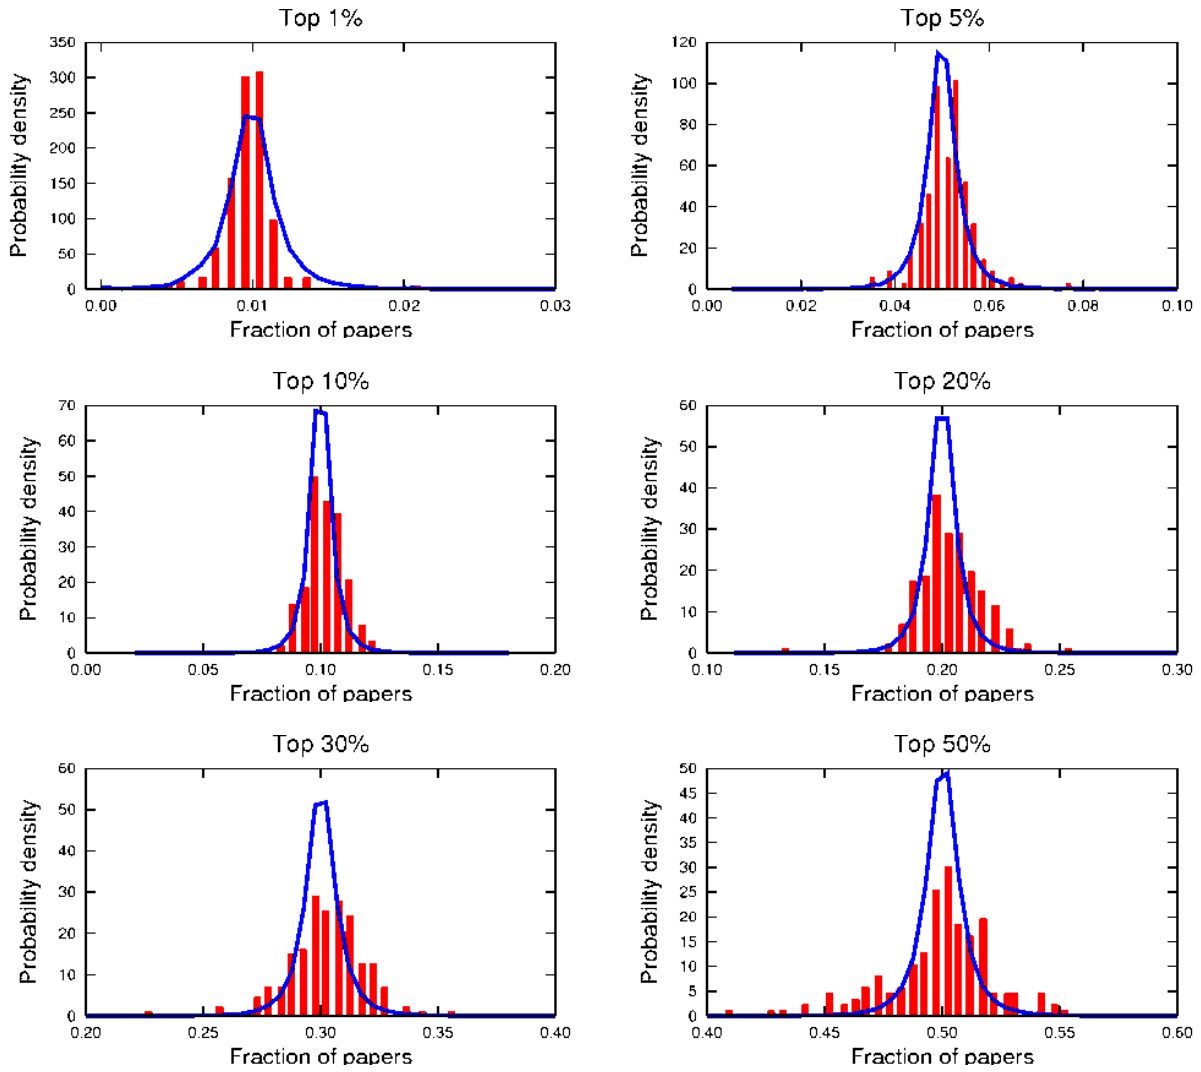 Top 1%
Probability density
350
300
250
200
150
100
50
0
0.00 0.01 0.02 0.03
Fraction of papers
Top 5%
Probability density
120
100
80
60
40
20
0
0.00 0.02 0.04 0.06 0.08 0.10
Fraction of papers
Top 10%
Probability density
70
60
50
40
30
20
10
0
0.00 0.05 0.10 0.15 0.20
Fraction of papers
Top 20%
Probability density
60
50
40
30
20
10
0
0.10 0.15 0.20 0.25 0.30
Fraction of papers
Top 30%
Probability density
60
50
40
30
20
10
0
0.20 0.25 0.30 0.35 0.40
Fraction of papers
Top 50%
Probability density
50
45
40
35
30
25
20
15
10
5
0
0.40 0.45 0.50 0.55 0.60
Fraction of papers